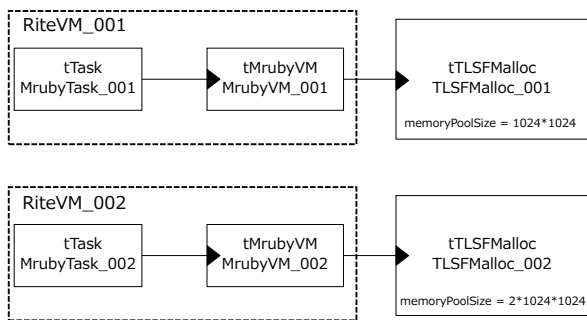 RiteVM_001
tTask
MrubyTask_001
tMrubyVM
MrubyVM_001
tTLSFMalloc
TLSFMalloc_001
memoryPoolSize = 1024*1024
RiteVM_002
tTask
MrubyTask_002
tMrubyVM
MrubyVM_002
tTLSFMalloc
TLSFMalloc_002
memoryPoolSize = 2*1024*1024